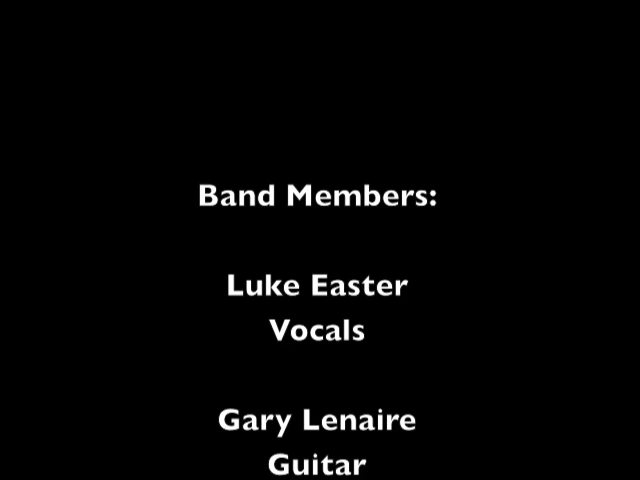 Band Members:
Luke Easter
Vocals
Gary Lenaire
Guitar